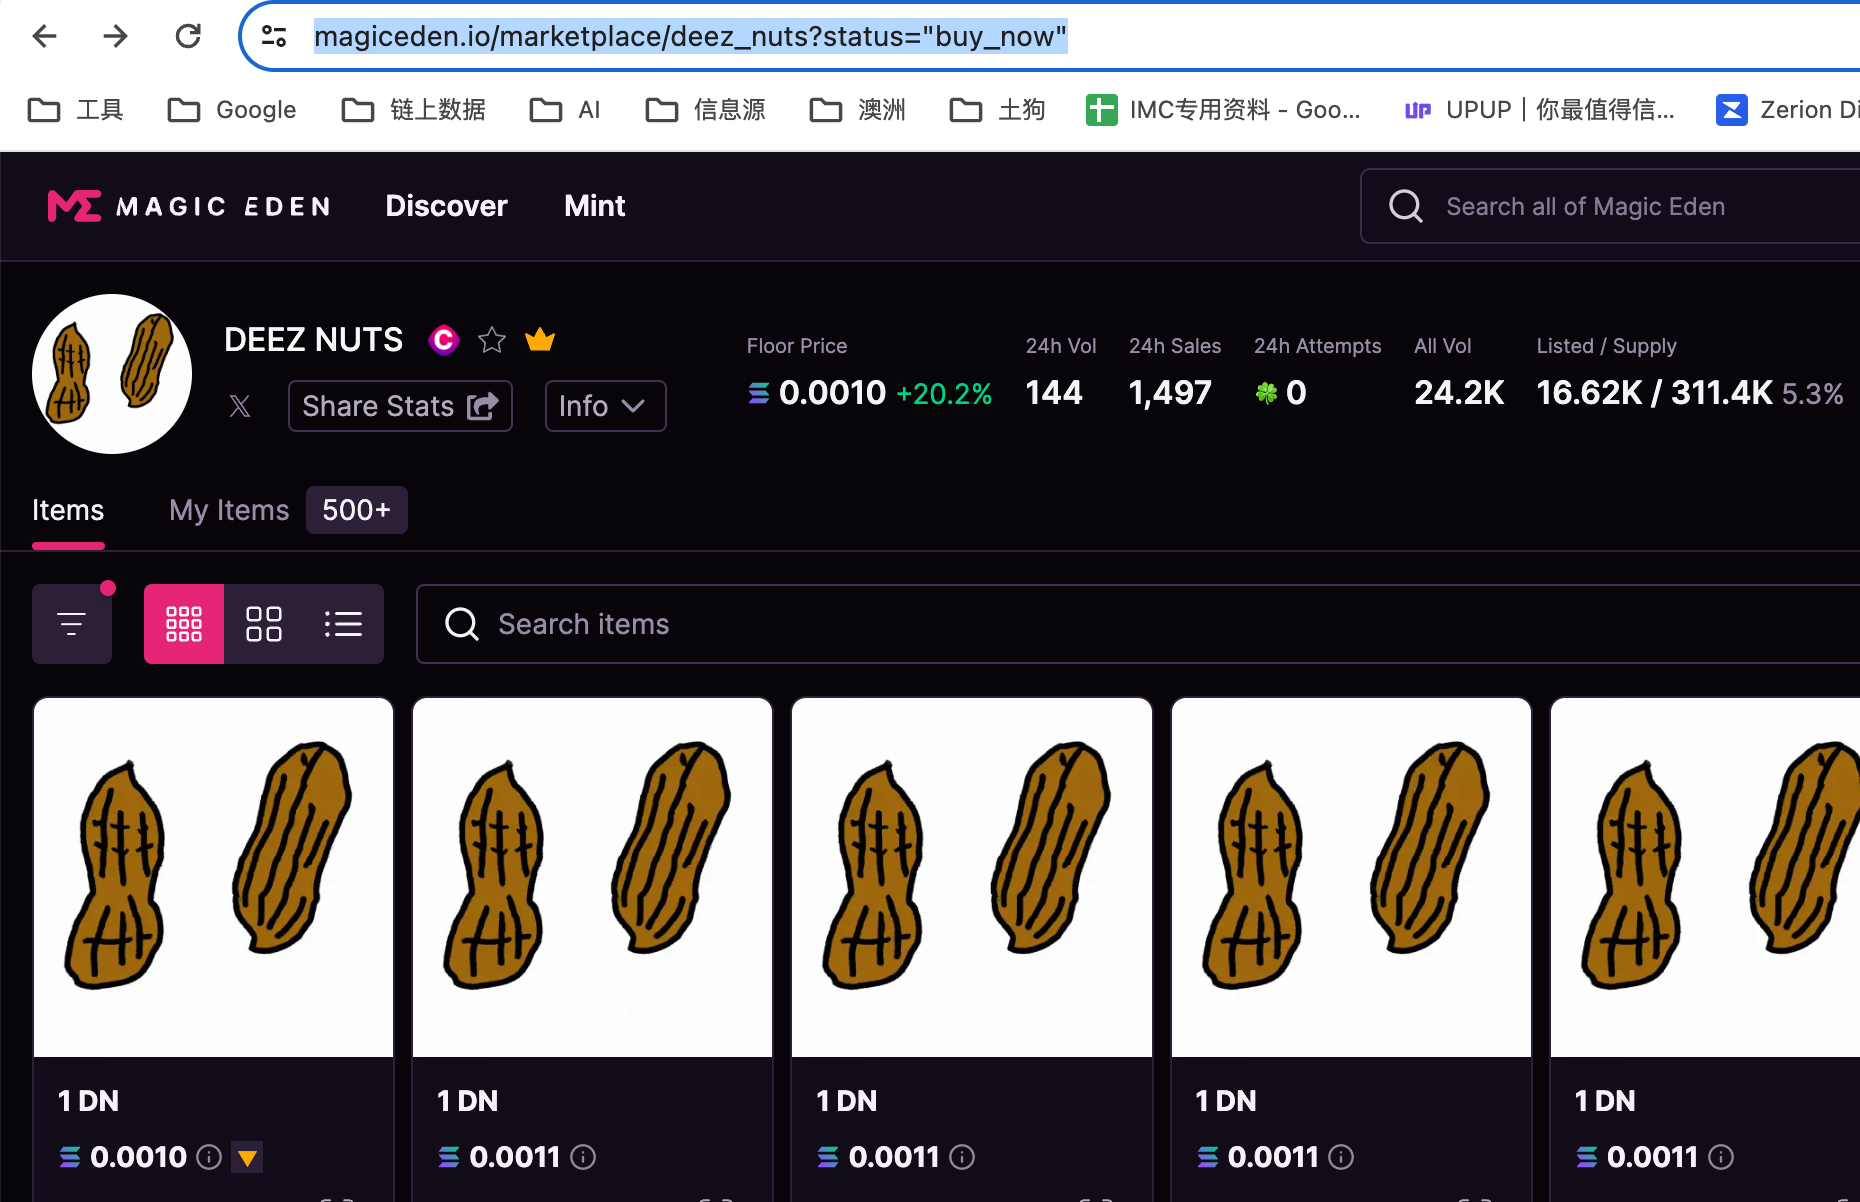 magiceden.io/marketplace/deez_nuts?status="buy_now"
工具 Google 链上数据 AI 信息源 澳洲 土狗 IMC专用资料 - Goo... UPUP｜你最值得信... Zerion Di
MAGIC EDEN Discover Mint Search all of Magic Eden
DEEZ NUTS
Share Stats Info
Floor Price 24h Vol 24h Sales 24h Attempts All Vol Listed / Supply
0.0010 +20.2% 144 1,497 0 24.2K 16.62K / 311.4K 5.3%
Items My Items 500+
Search items
1 DN 1 DN 1 DN 1 DN 1 DN
0.0010 0.0011 0.0011 0.0011 0.0011